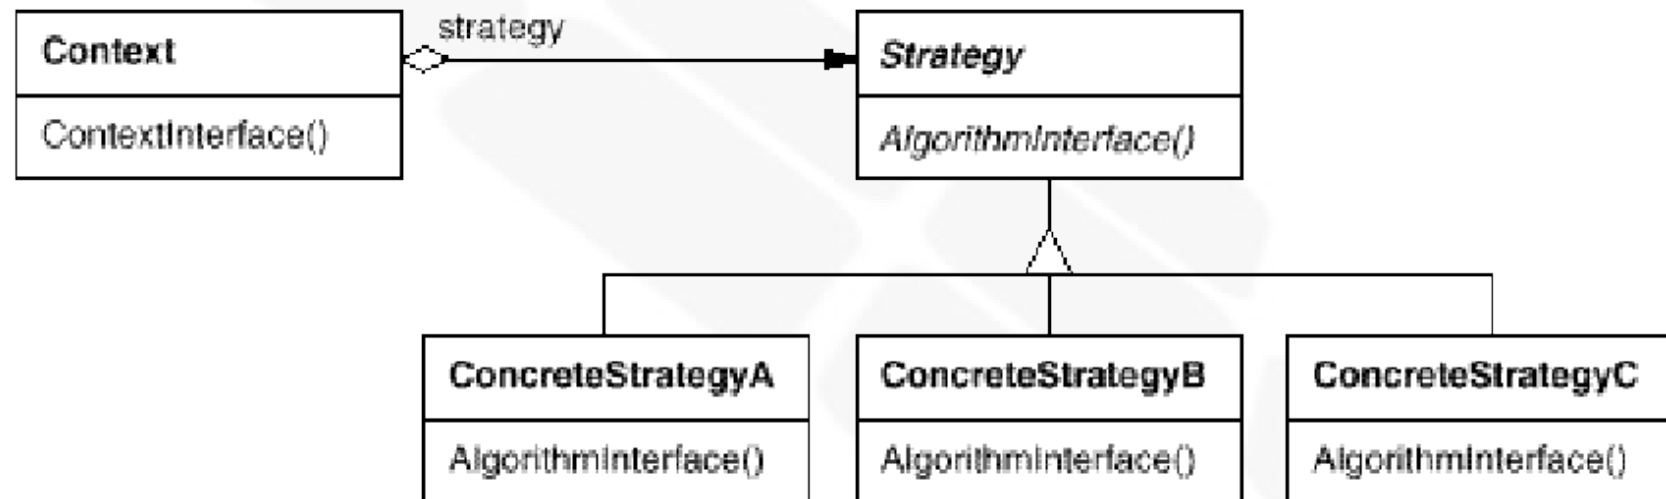 strategy
Context
Strategy
ContextInterface()
AlgorithmInterface()
ConcreteStrategyA
ConcreteStrategyB
ConcreteStrategyC
AlgorithmInterface()
AlgorithmInterface()
AlgorithmInterface()